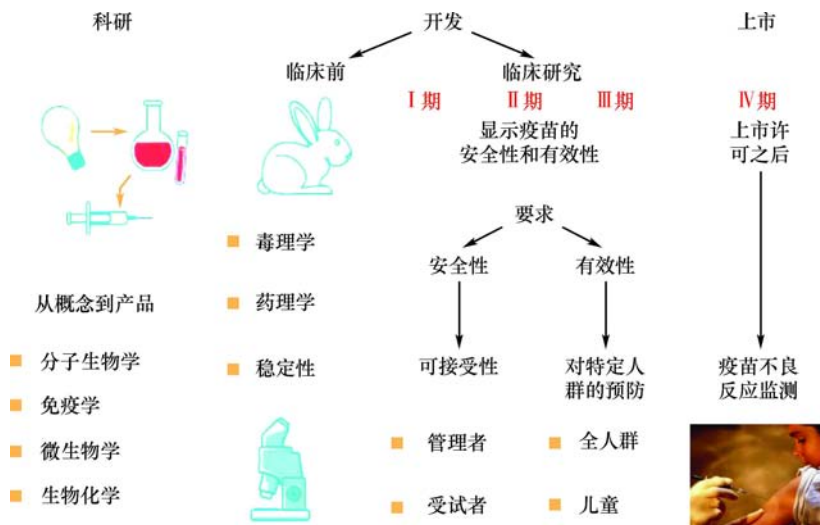 科研
开发
上市
临床前
临床研究
Ⅰ期
Ⅱ期
Ⅲ期
Ⅳ期
显示疫苗的
安全性和有效性
上市许
可之后
要求
毒理学
安全性
有效性
从概念到产品
药理学
分子生物学
稳定性
可接受性
对特定人
群的预防
疫苗不良
反应监测
免疫学
微生物学
管理者
全人群
生物化学
受试者
儿童